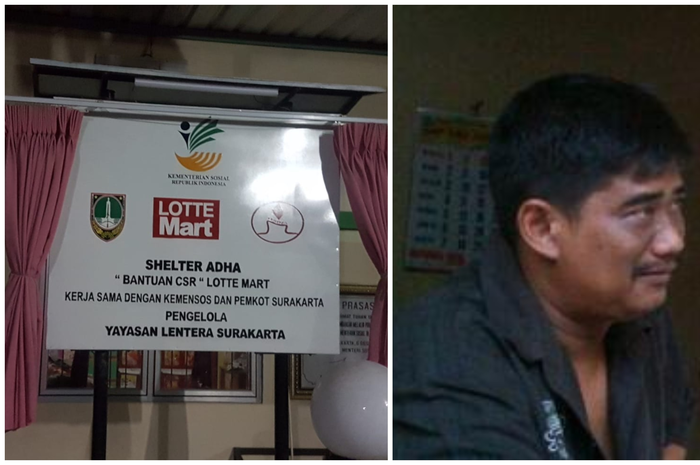 KEMENTERIAN SOSIAL
REPUBLIK INDONESIA
LOTTE
Mart
SHELTER ADHA
“ BANTUAN CSR “ LOTTE MART
KERJA SAMA DENGAN KEMENSOS DAN PEMKOT SURAKARTA
PENGELOLA
YAYASAN LENTERA SURAKARTA